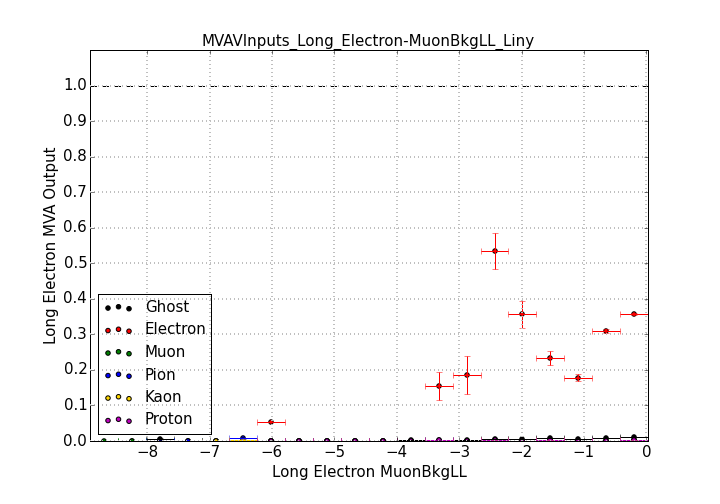 MVAVInputs_Long_Electron-MuonBkgLL_Liny
Long Electron MVA Output
1.0
0.9
0.8
0.7
0.6
0.5
0.4
0.3
0.2
0.1
0.0
Ghost
Electron
Muon
Pion
Kaon
Proton
−8 −7 −6 −5 −4 −3 −2 −1 0
Long Electron MuonBkgLL